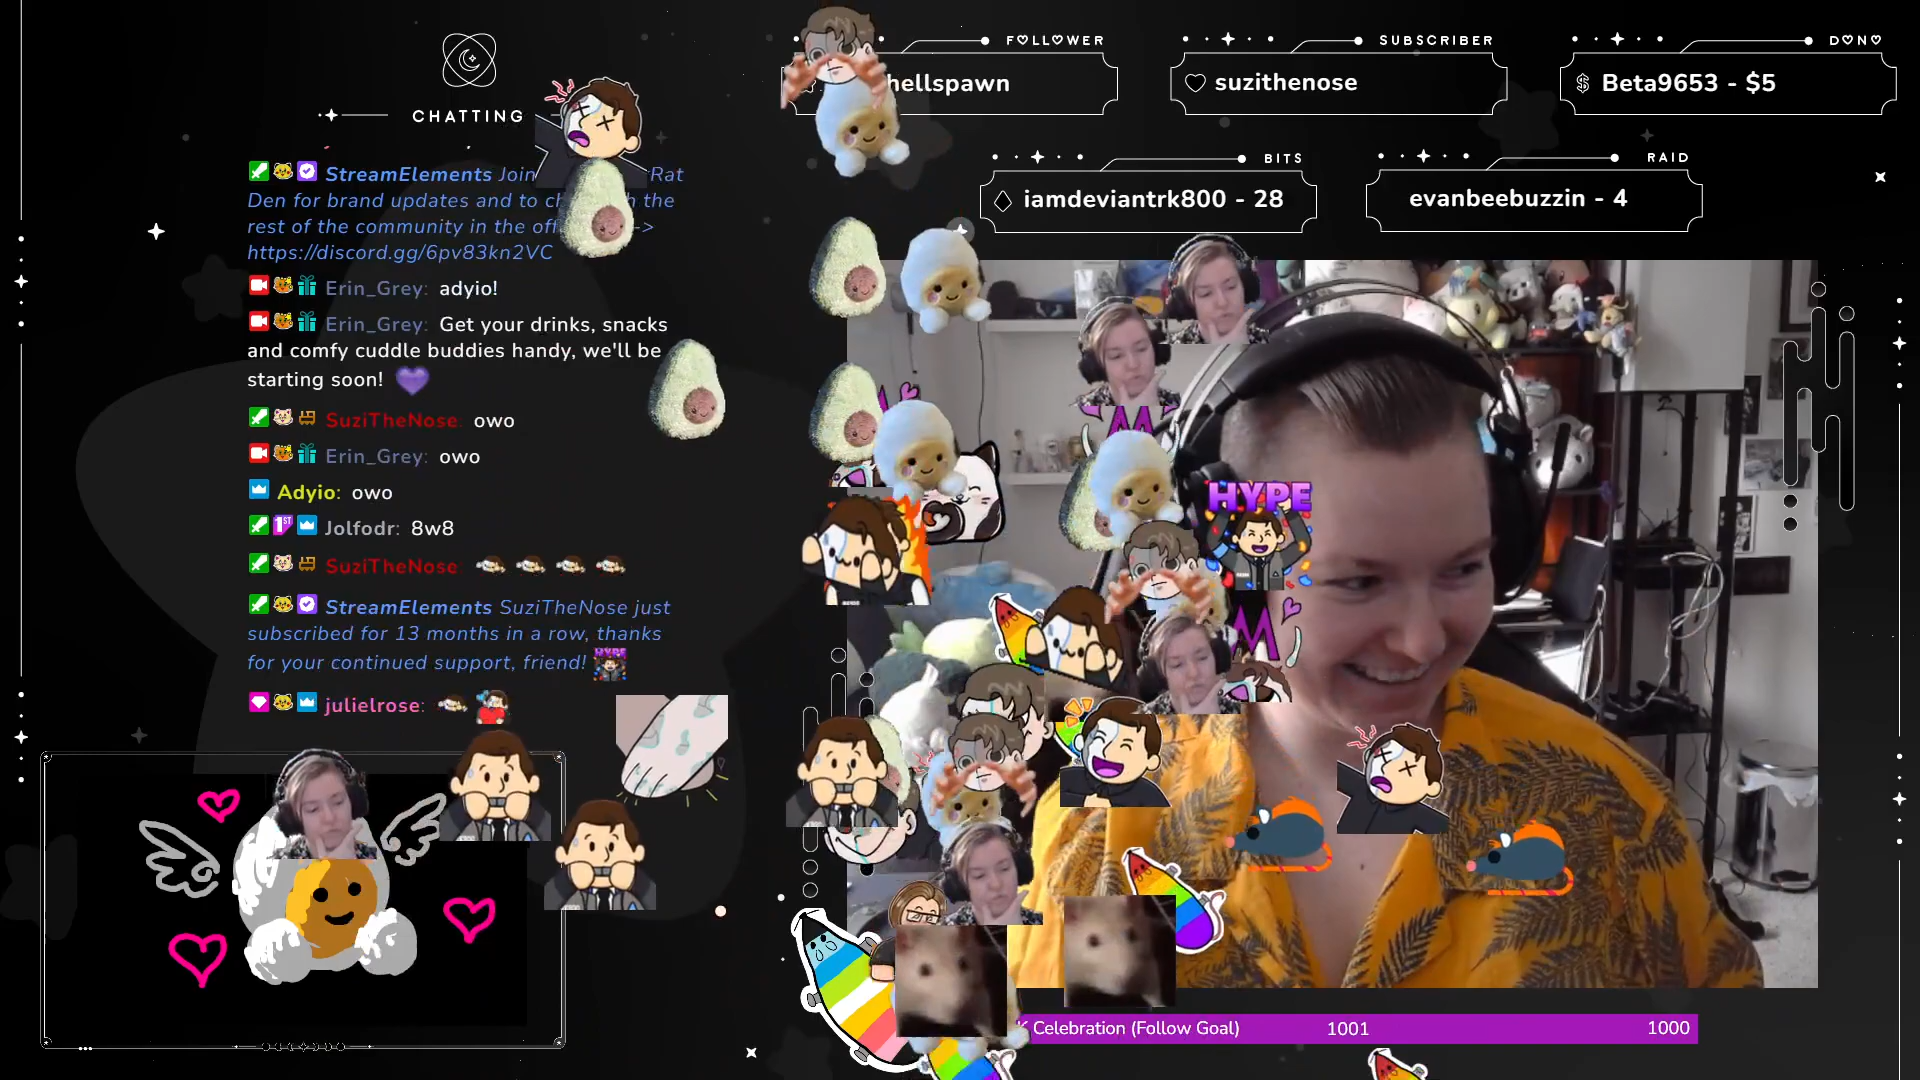 FOLLOWER
SUBSCRIBER
DONO
hellspawn
suzithenose
Beta9653 - $5
BITS
RAID
iamdeviantrk800 - 28
evanbeebuzzin - 4
CHATTING
StreamElements Join Rat
Den for brand updates and to ch the
rest of the community in the off ->
https://discord.gg/6pv83kn2VC
Erin_Grey: adyio!
Erin_Grey: Get your drinks, snacks
and comfy cuddle buddies handy, we'll be
starting soon!
SuziTheNose: owo
Erin_Grey: owo
Adyio: owo
1ST Jolfodr: 8w8
SuziTheNose:
StreamElements SuziTheNose just
subscribed for 13 months in a row, thanks
for your continued support, friend! HYPE
julielrose:
HYPE
K Celebration (Follow Goal) 1001 1000